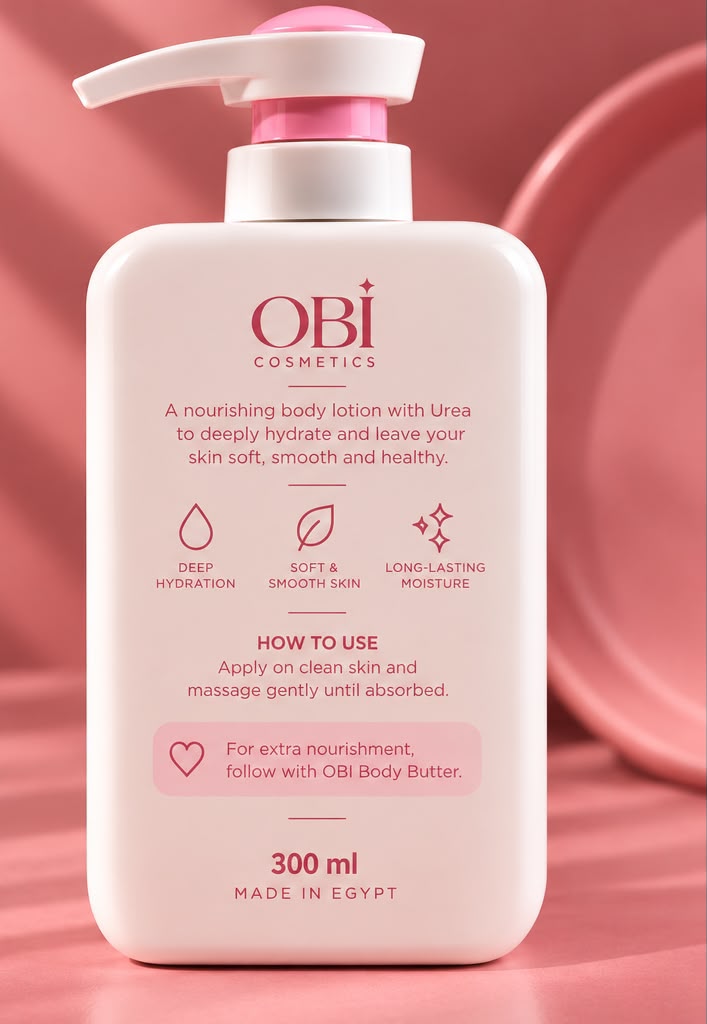 OBI
COSMETICS
A nourishing body lotion with Urea
to deeply hydrate and leave your
skin soft, smooth and healthy.
DEEP
HYDRATION
SOFT &
SMOOTH SKIN
LONG-LASTING
MOISTURE
HOW TO USE
Apply on clean skin and
massage gently until absorbed.
For extra nourishment,
follow with OBI Body Butter.
300 ml
MADE IN EGYPT